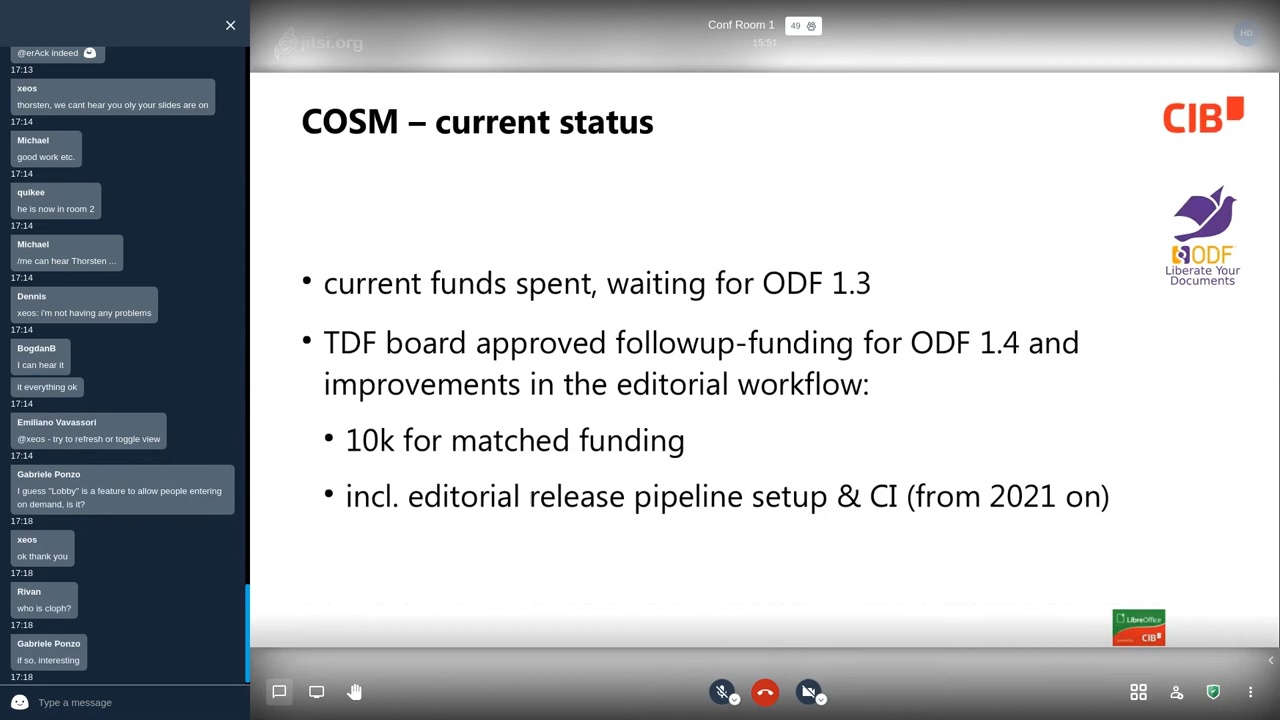 @erAck indeed
17:13
xeos
thorsten, we cant hear you oly your slides are on
17:14
Michael
good work etc.
17:14
quikee
he is now in room 2
17:14
Michael
/me can hear Thorsten ...
17:14
Dennis
xeos: i'm not having any problems
17:14
BogdanB
I can hear it
it everything ok
17:14
Emiliano Vavassori
@xeos - try to refresh or toggle view
17:14
Gabriele Ponzo
I guess "Lobby" is a feature to allow people entering
on demand, is it?
17:18
xeos
ok thank you
17:18
Rivan
who is cloph?
17:18
Gabriele Ponzo
if so, interesting
17:18
Type a message
jitsi.org
Conf Room 1
49
15:51
HD
COSM – current status
CIB
ODF
Liberate Your
Documents
• current funds spent, waiting for ODF 1.3
• TDF board approved followup-funding for ODF 1.4 and
improvements in the editorial workflow:
• 10k for matched funding
• incl. editorial release pipeline setup & CI (from 2021 on)
LibreOffice
CIB